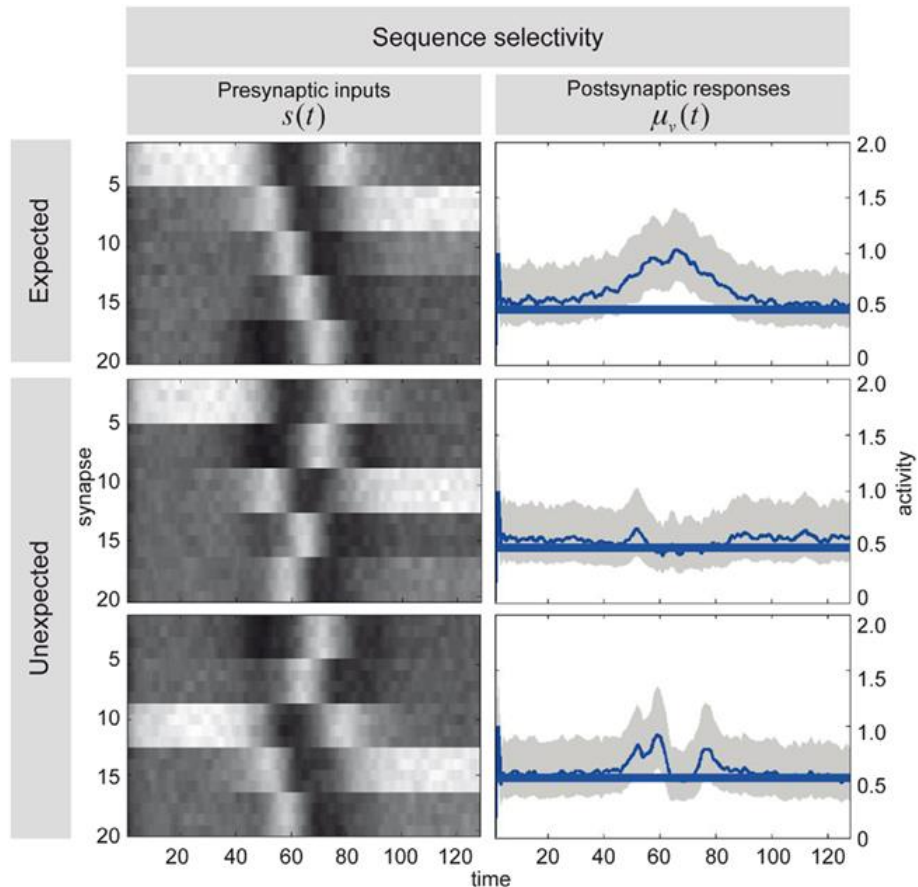 Sequence selectivity
Presynaptic inputs
s(t)
Postsynaptic responses
μᵥ(t)
Expected
5
10
15
20
2.0
1.5
1.0
0.5
0
Unexpected
synapse
5
10
15
20
2.0
1.5
1.0
0.5
0
activity
5
10
15
20
2.0
1.5
1.0
0.5
0
20 40 60 80 100 120
20 40 60 80 100 120
time